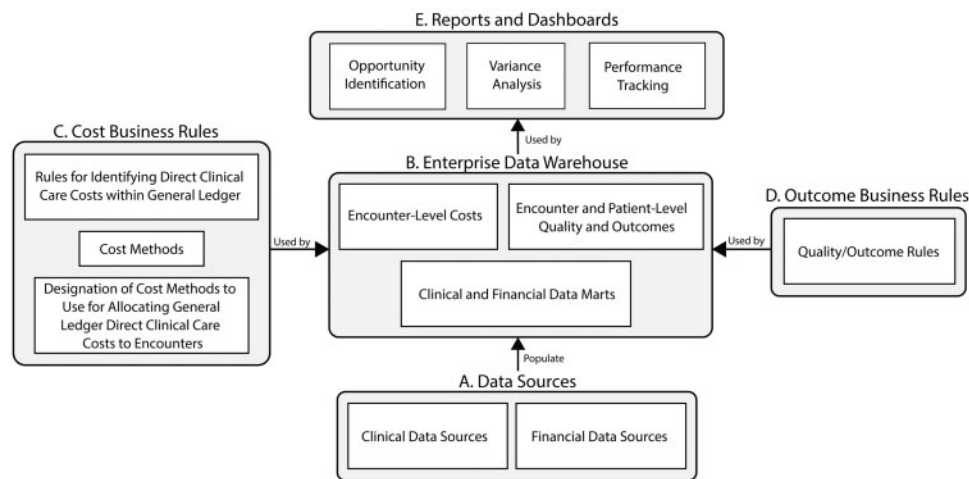 E. Reports and Dashboards
Opportunity
Identification
Variance
Analysis
Performance
Tracking
Used by
C. Cost Business Rules
Rules for Identifying Direct Clinical
Care Costs within General Ledger
Cost Methods
Designation of Cost Methods to
Use for Allocating General
Ledger Direct Clinical Care
Costs to Encounters
Used by
B. Enterprise Data Warehouse
Encounter-Level Costs
Encounter and Patient-Level
Quality and Outcomes
Clinical and Financial Data Marts
Used by
D. Outcome Business Rules
Quality/Outcome Rules
Populate
A. Data Sources
Clinical Data Sources
Financial Data Sources